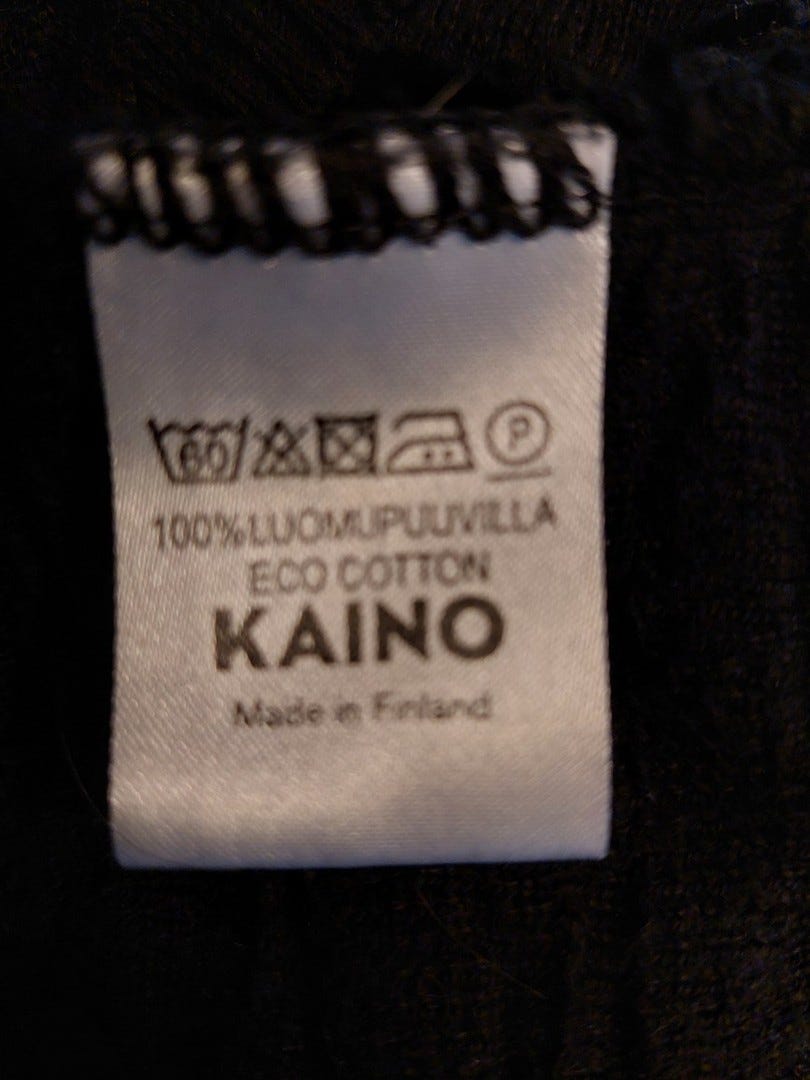 60 P
100% LUOMUPUUVILLA
ECO COTTON
KAINO
Made in Finland